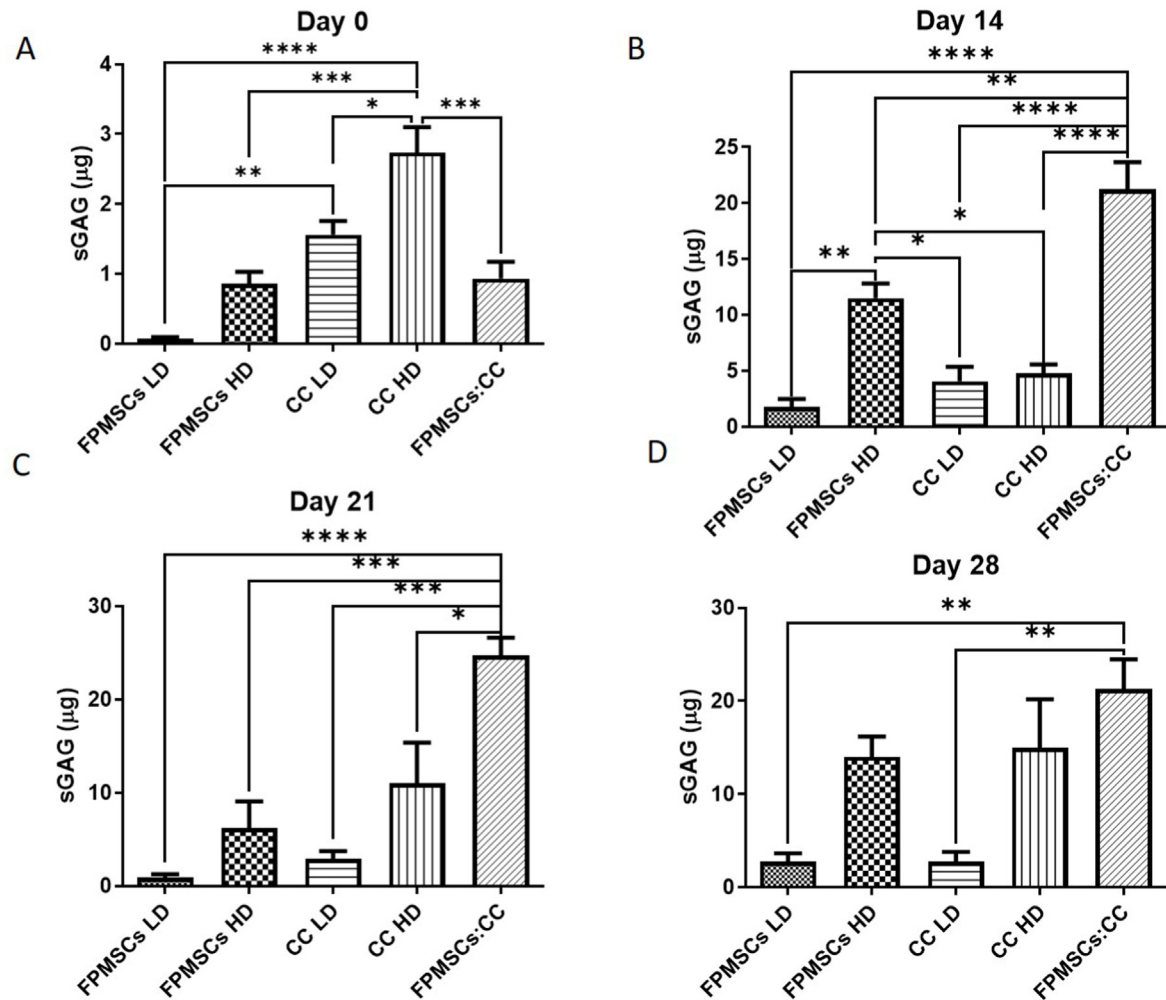 A
Day 0
****
***
*
***
**
4
3
2
1
0
sGAG (µg)
FPMSCs LD
FPMSCs HD
CC LD
CC HD
FPMSCs:CC
B
Day 14
****
**
****
****
*
*
**
25
20
15
10
5
0
sGAG (µg)
FPMSCs LD
FPMSCs HD
CC LD
CC HD
FPMSCs:CC
C
Day 21
****
***
***
*
30
20
10
0
sGAG (µg)
FPMSCs LD
FPMSCs HD
CC LD
CC HD
FPMSCs:CC
D
Day 28
**
**
30
20
10
0
sGAG (µg)
FPMSCs LD
FPMSCs HD
CC LD
CC HD
FPMSCs:CC